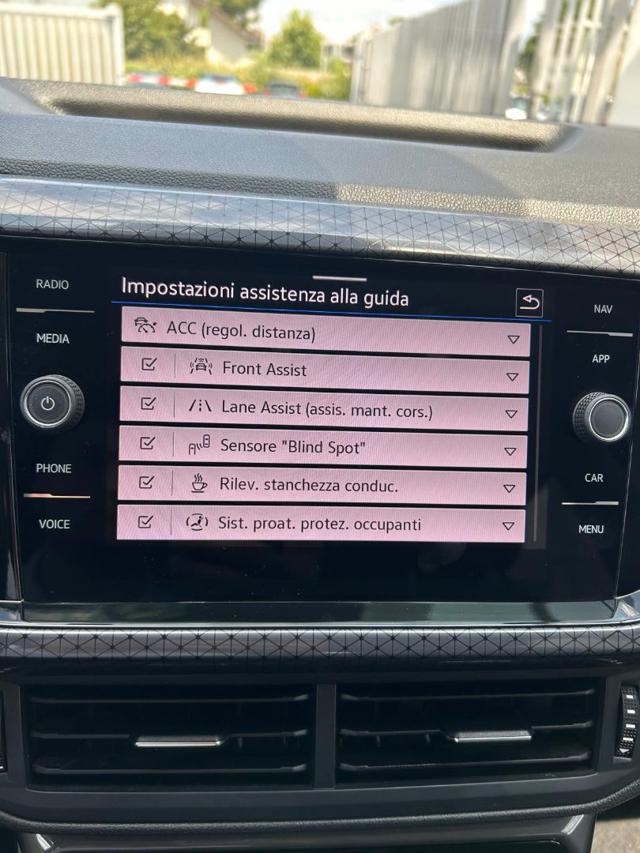 RADIO
MEDIA
PHONE
VOICE
Impostazioni assistenza alla guida
ACC (regol. distanza)
Front Assist
Lane Assist (assis. mant. cors.)
Sensore "Blind Spot"
Rilev. stanchezza conduc.
Sist. proat. protez. occupanti
NAV
APP
CAR
MENU